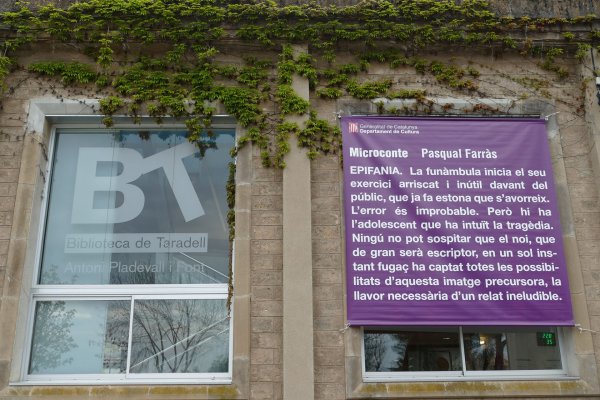 BT
Biblioteca de Taradell
Antoni Pladevall i Font
Generalitat de Catalunya
Departament de Cultura
Microconte Pasqual Farràs
EPIFANIA. La funàmbula inicia el seu
exercici arriscat i inútil davant del
públic, que ja fa estona que s'avorreix.
L'error és improbable. Però hi ha
l'adolescent que ha intuït la tragèdia.
Ningú no pot sospitar que el noi, que
de gran serà escriptor, en un sol ins-
tant fugaç ha captat totes les possibi-
litats d'aquesta imatge precursora, la
llavor necessària d'un relat ineludible.